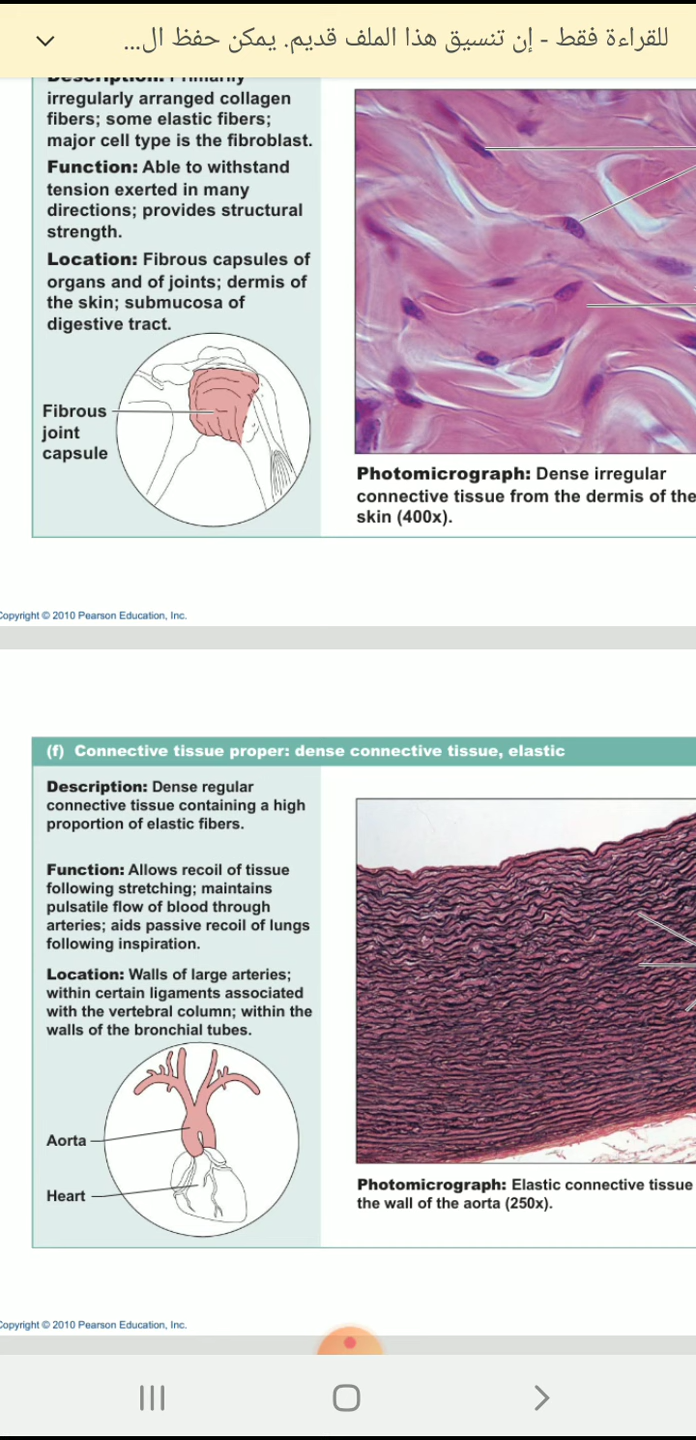 للقراءة فقط - إن تنسيق هذا الملف قديم. يمكن حفظ ال...
Description: Primarily
irregularly arranged collagen
fibers; some elastic fibers;
major cell type is the fibroblast.
Function: Able to withstand
tension exerted in many
directions; provides structural
strength.
Location: Fibrous capsules of
organs and of joints; dermis of
the skin; submucosa of
digestive tract.
Fibrous
joint
capsule
Photomicrograph: Dense irregular
connective tissue from the dermis of the
skin (400x).
Copyright © 2010 Pearson Education, Inc.
(f) Connective tissue proper: dense connective tissue, elastic
Description: Dense regular
connective tissue containing a high
proportion of elastic fibers.
Function: Allows recoil of tissue
following stretching; maintains
pulsatile flow of blood through
arteries; aids passive recoil of lungs
following inspiration.
Location: Walls of large arteries;
within certain ligaments associated
with the vertebral column; within the
walls of the bronchial tubes.
Aorta
Heart
Photomicrograph: Elastic connective tissue
the wall of the aorta (250x).
Copyright © 2010 Pearson Education, Inc.